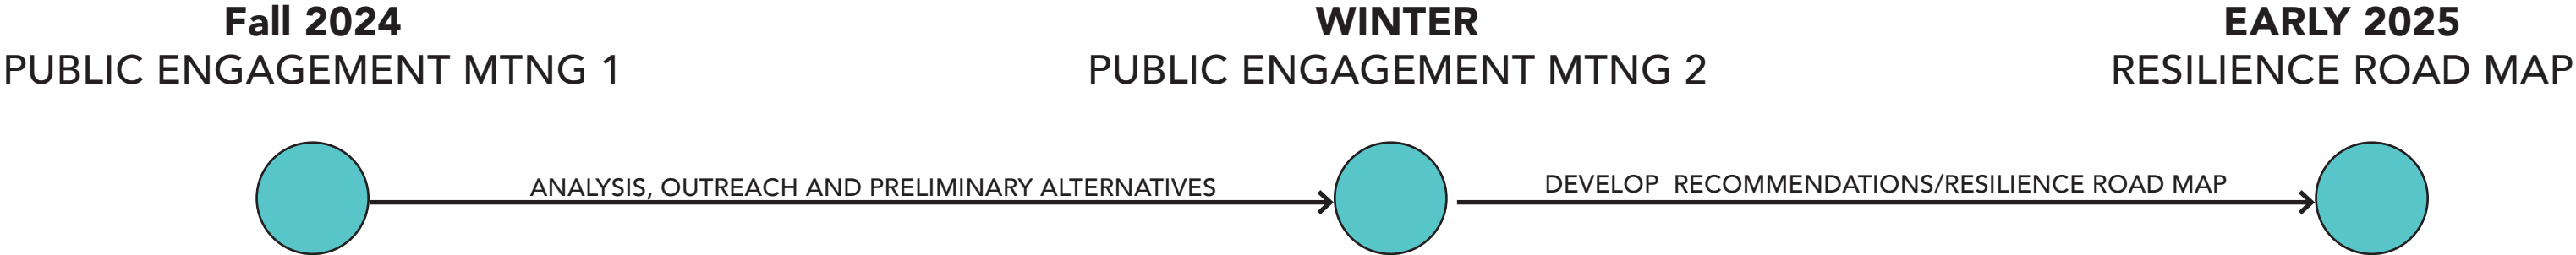 Fall 2024
PUBLIC ENGAGEMENT MTNG 1
WINTER
PUBLIC ENGAGEMENT MTNG 2
EARLY 2025
RESILIENCE ROAD MAP
ANALYSIS, OUTREACH AND PRELIMINARY ALTERNATIVES
DEVELOP RECOMMENDATIONS/RESILIENCE ROAD MAP